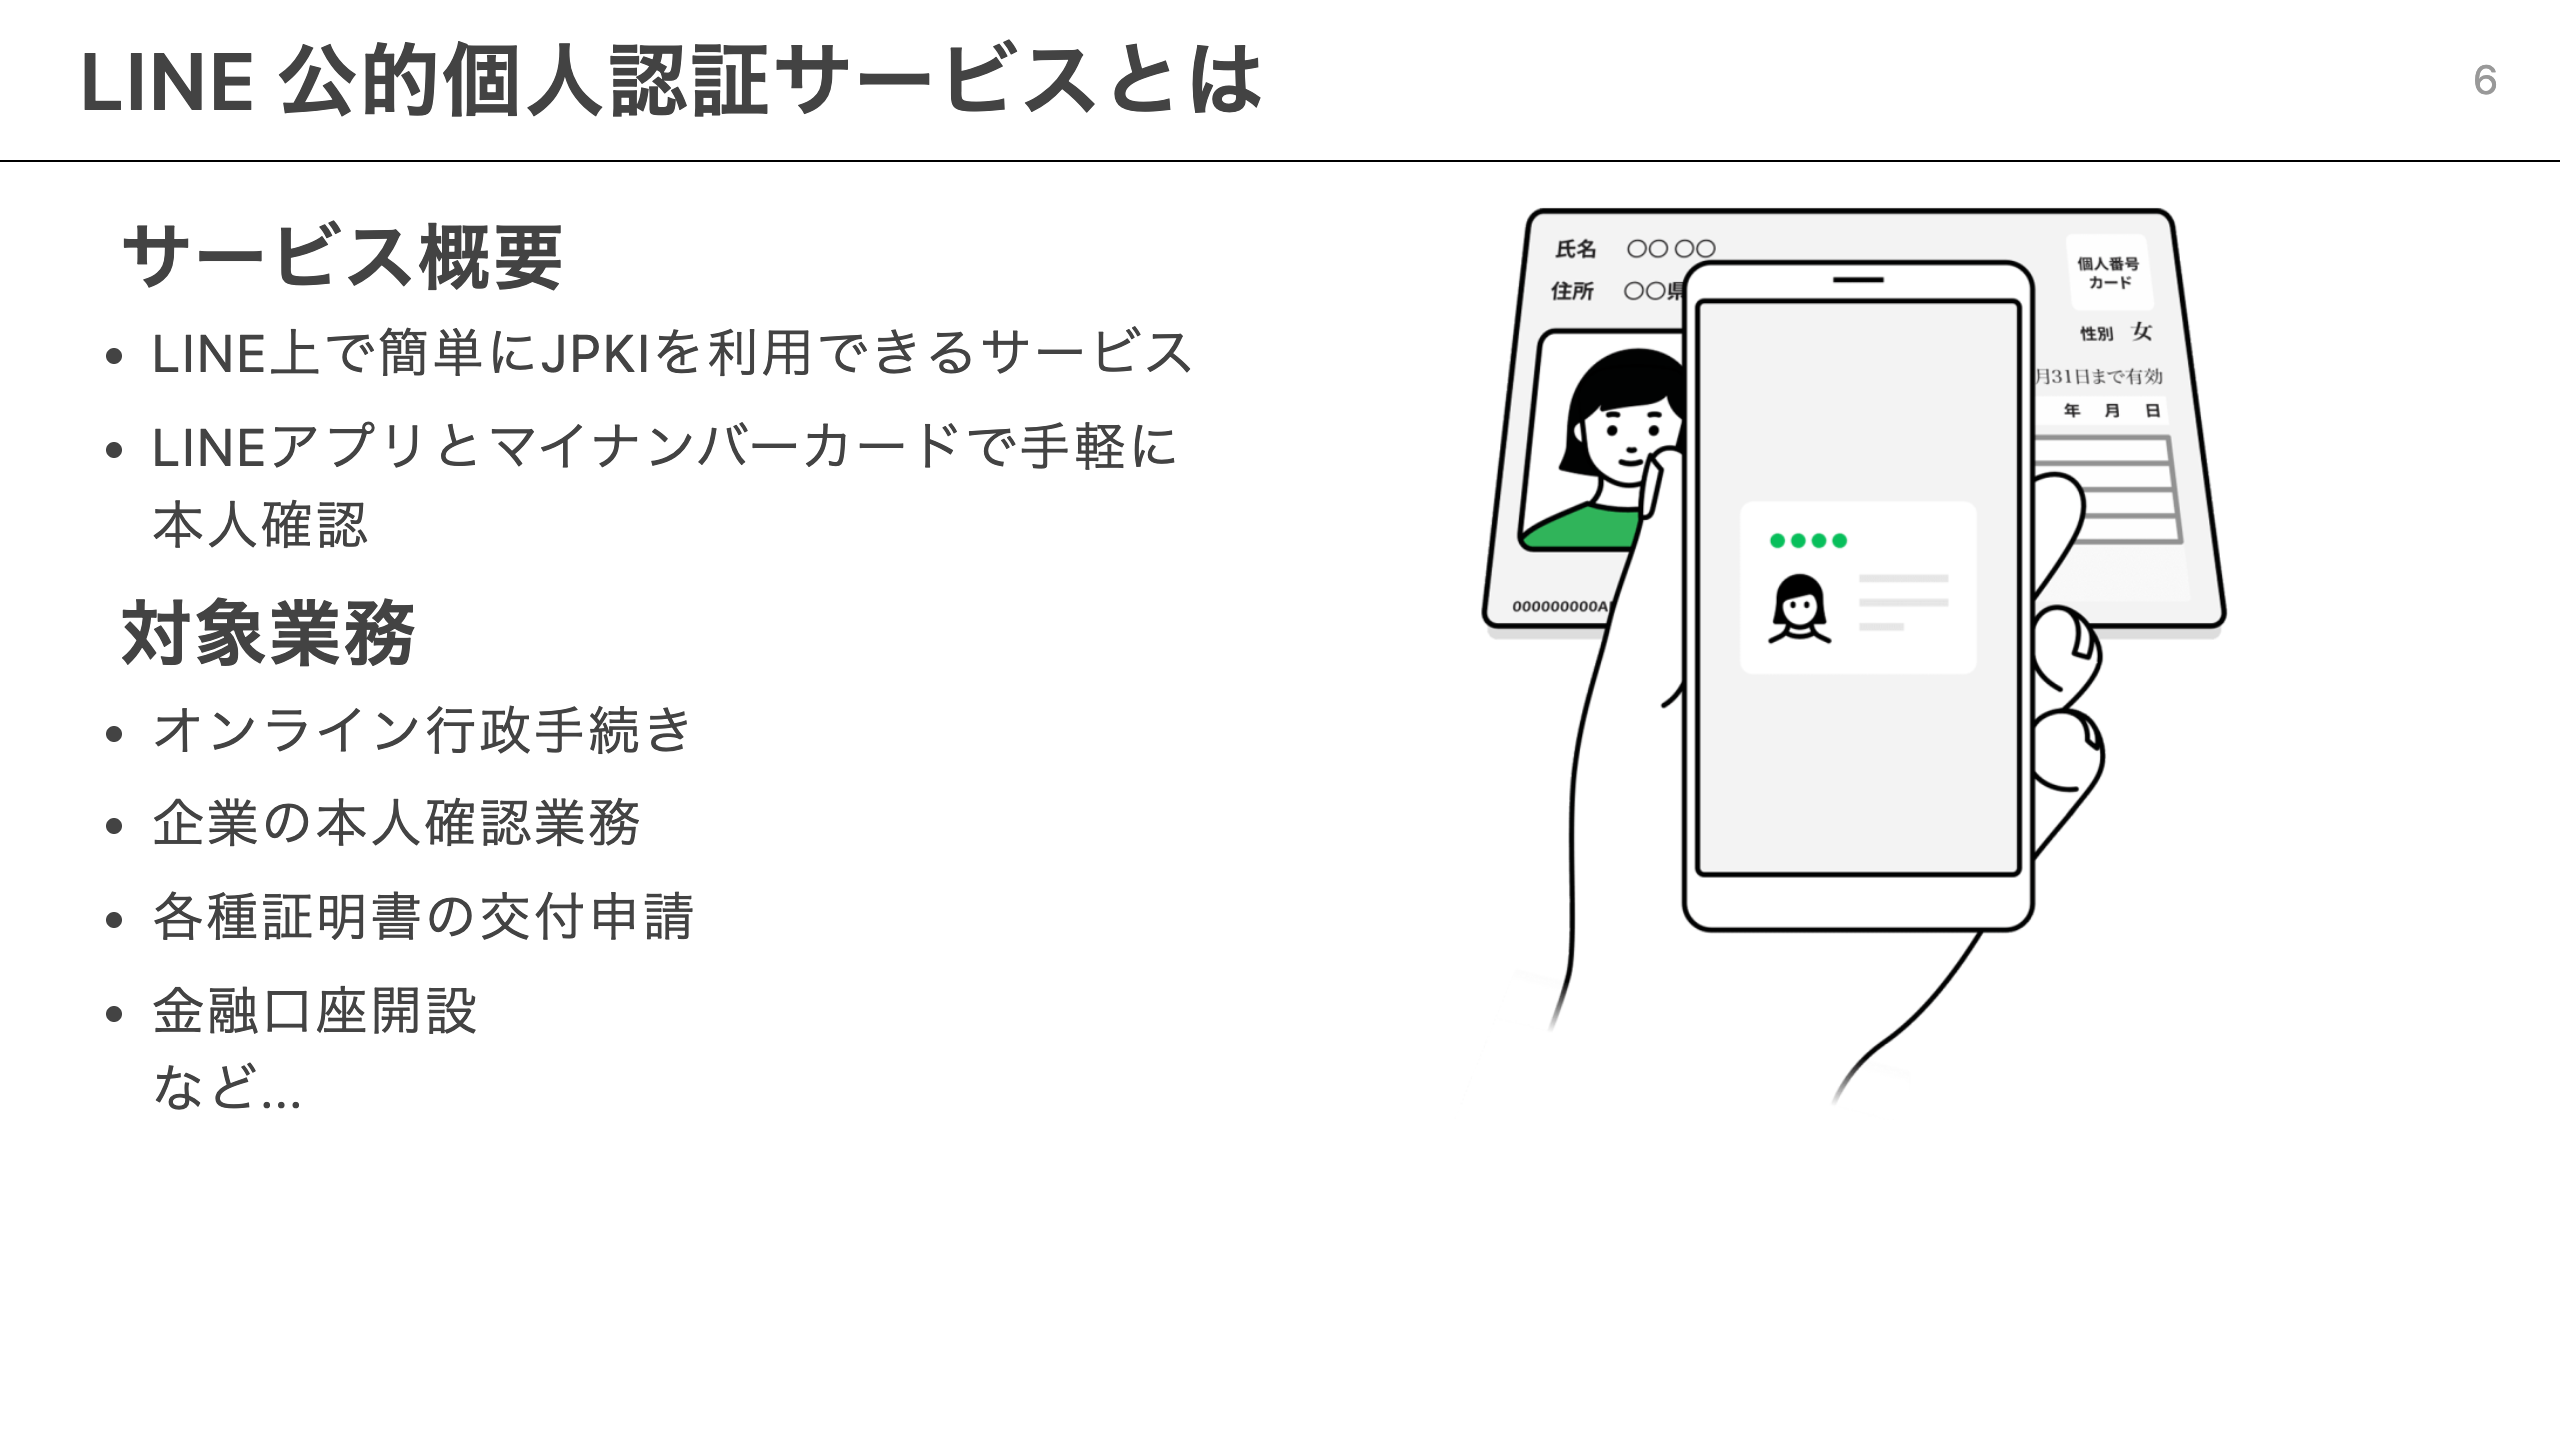 LINE 公的個人認証サービスとは
6
サービス概要
• LINE上で簡単にJPKIを利用できるサービス
• LINEアプリとマイナンバーカードで手軽に
本人確認
対象業務
• オンライン行政手続き
• 企業の本人確認業務
• 各種証明書の交付申請
• 金融口座開設
など...
氏名 〇〇 〇〇
住所 〇〇県
個人番号
カード
性別 女
月31日まで有効
年 月 日
000000000A